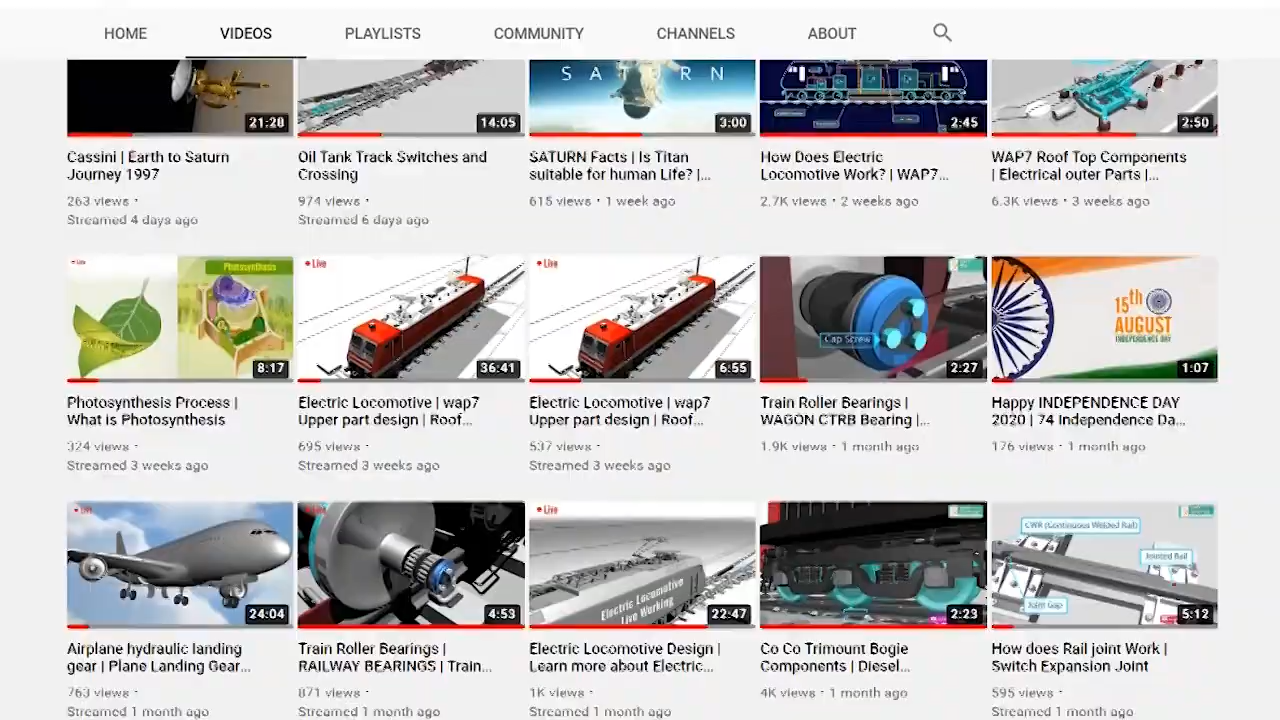 HOME VIDEOS PLAYLISTS COMMUNITY CHANNELS ABOUT
SATURN
21:28 14:05 3:00 2:45 2:50
Cassini | Earth to Saturn
Journey 1997
263 views ·
Streamed 4 days ago
Oil Tank Track Switches and
Crossing
974 views ·
Streamed 6 days ago
SATURN Facts | Is Titan
suitable for human Life? |...
615 views · 1 week ago
How Does Electric
Locomotive Work? | WAP7...
2.7K views · 2 weeks ago
WAP7 Roof Top Components
| Electrical outer Parts |...
6.3K views · 3 weeks ago
Live
Photosynthesis
8:17
Live
36:41
Live
6:55
Cap Screw
2:27
15th
AUGUST
INDEPENDENCE DAY
1:07
Photosynthesis Process |
What is Photosynthesis
324 views ·
Streamed 3 weeks ago
Electric Locomotive | wap7
Upper part design | Roof...
695 views ·
Streamed 3 weeks ago
Electric Locomotive | wap7
Upper part design | Roof...
537 views ·
Streamed 3 weeks ago
Train Roller Bearings |
WAGON CTRB Bearing |...
1.9K views · 1 month ago
Happy INDEPENDENCE DAY
2020 | 74 Independence Da...
176 views · 1 month ago
Live
24:04
Live
4:53
Live
Electric Locomotive
Live Working
22:47
2:23
CWR (Continuous Welded Rail)
Jointed Rail
Rail Gap
5:12
Airplane hydraulic landing
gear | Plane Landing Gear...
763 views ·
Streamed 1 month ago
Train Roller Bearings |
RAILWAY BEARINGS | Train...
871 views ·
Streamed 1 month ago
Electric Locomotive Design |
Learn more about Electric...
1K views ·
Streamed 1 month ago
Co Co Trimount Bogie
Components | Diesel...
4K views · 1 month ago
How does Rail joint Work |
Switch Expansion Joint
595 views ·
Streamed 1 month ago